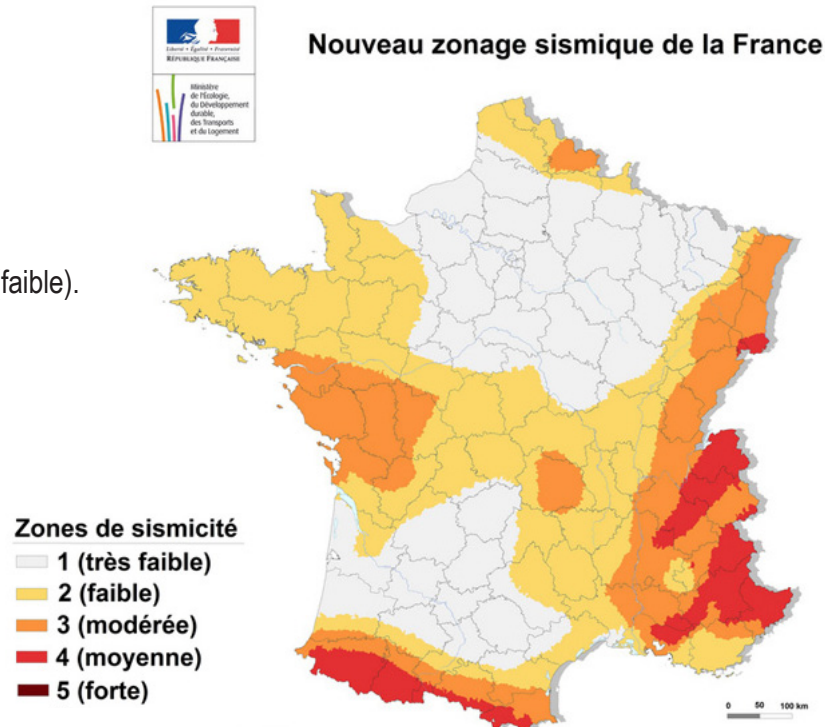 Liberté • Égalité • Fraternité
RÉPUBLIQUE FRANÇAISE
Ministère
de l'Écologie,
du Développement
durable,
des Transports
et du Logement
Nouveau zonage sismique de la France
faible).
Zones de sismicité
1 (très faible)
2 (faible)
3 (modérée)
4 (moyenne)
5 (forte)
0 50 100 km